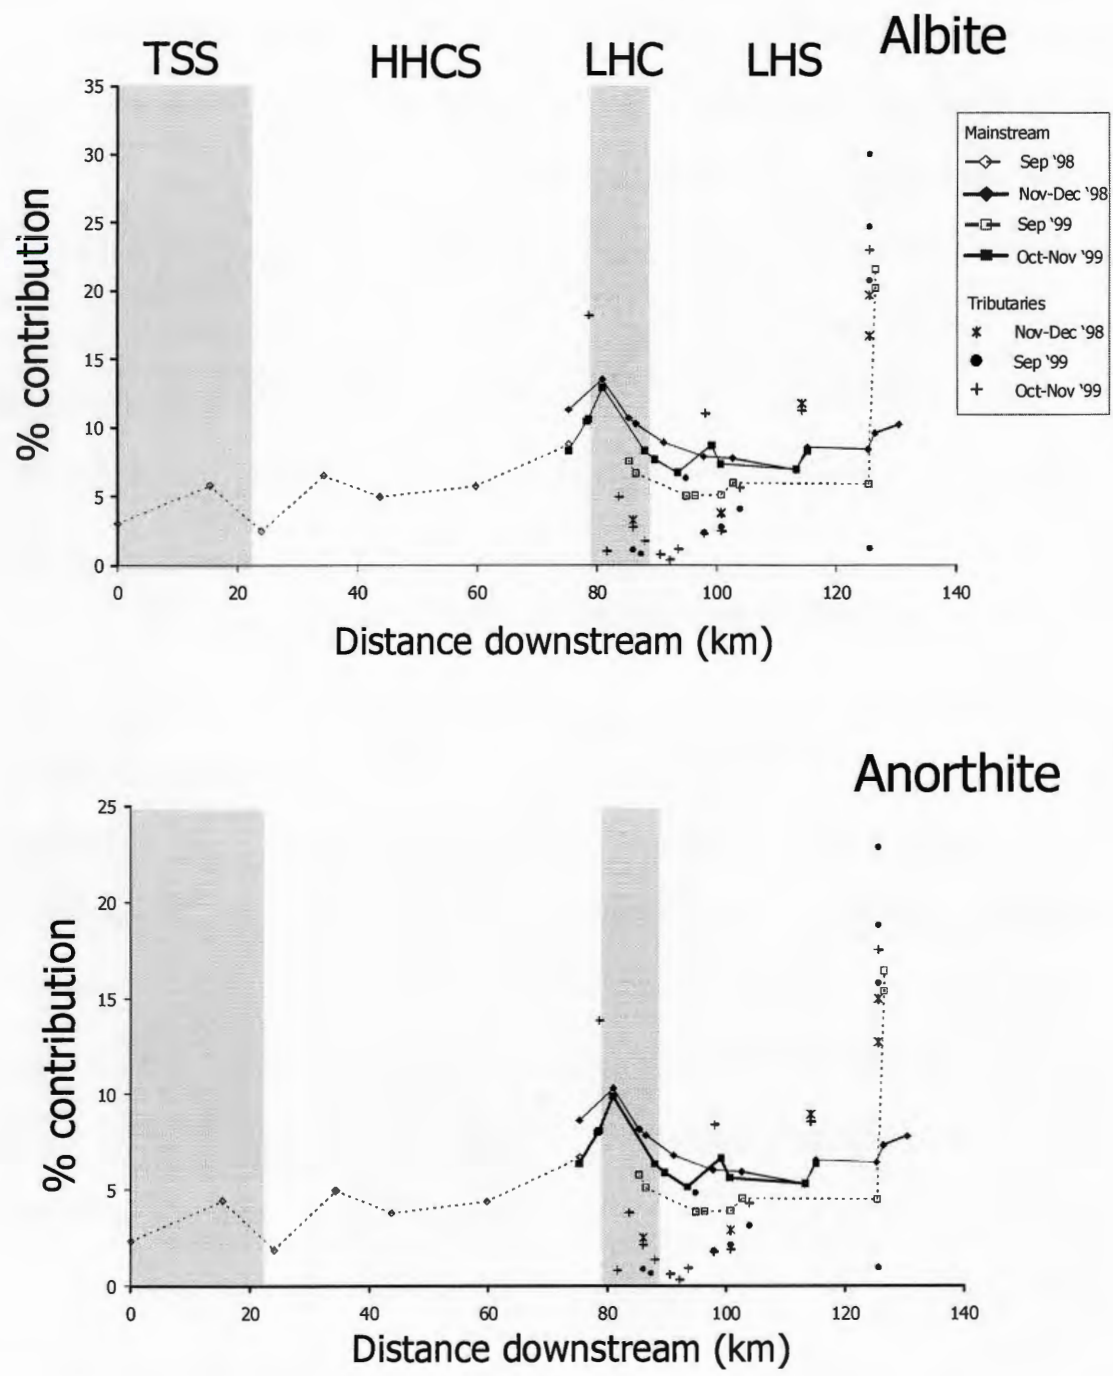 Albite
TSS HHCS LHC LHS
35
30
25
20
15
10
5
0
% contribution
0 20 40 60 80 100 120 140
Distance downstream (km)
Mainstream
Sep '98
Nov-Dec '98
Sep '99
Oct-Nov '99
Tributaries
Nov-Dec '98
Sep '99
Oct-Nov '99
Anorthite
25
20
15
10
5
0
% contribution
0 20 40 60 80 100 120 140
Distance downstream (km)